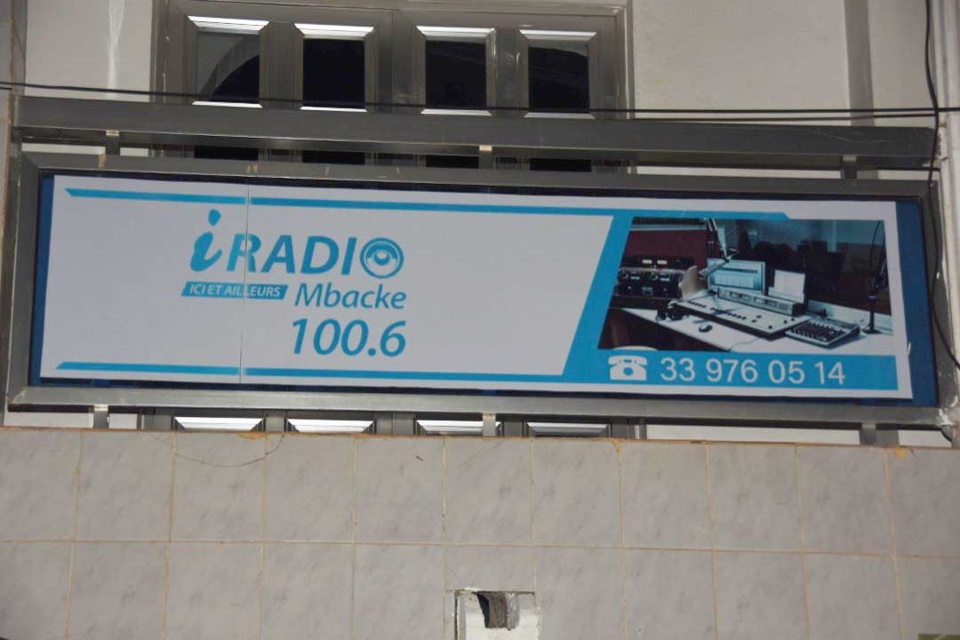 iRADIO
ICI ET AILLEURS Mbacke
100.6
33 976 05 14